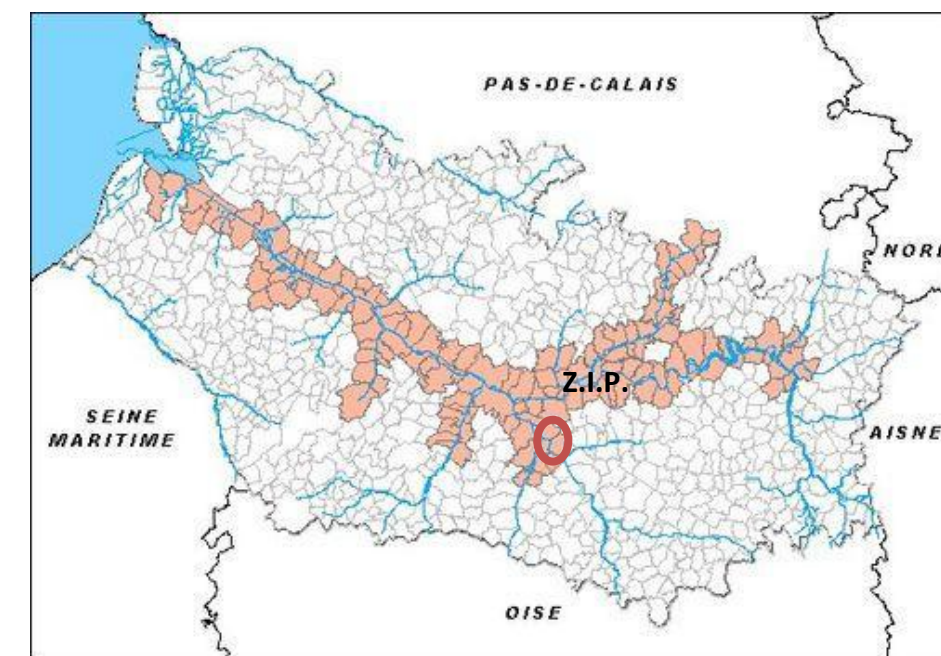 PAS-DE-CALAIS
NORD
Z.I.P.
SEINE
MARITIME
AISNE
OISE